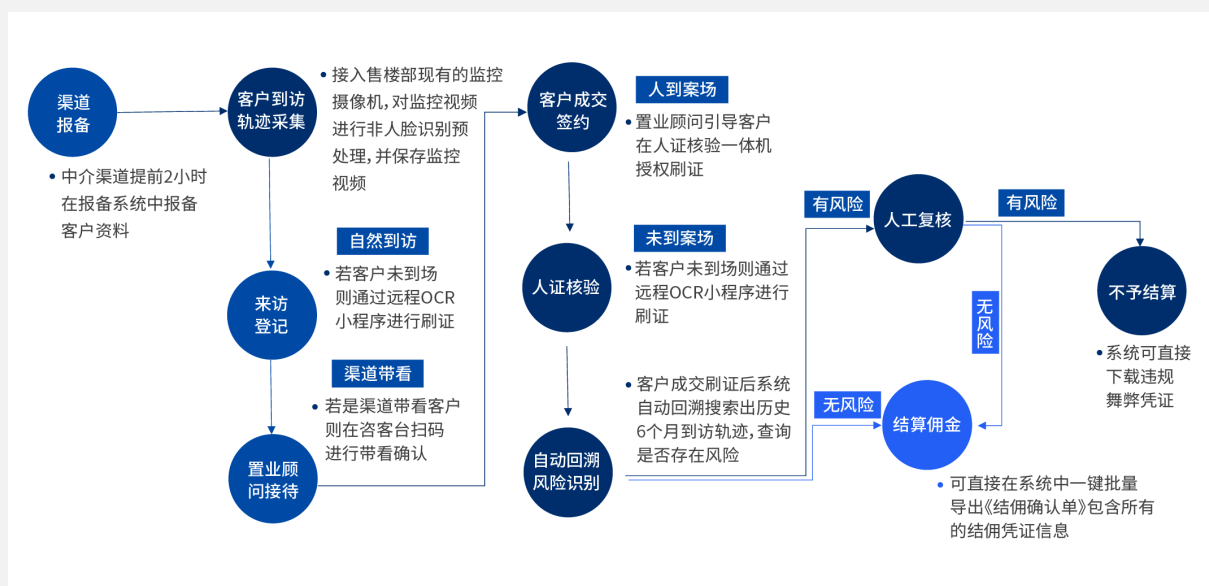 渠道
报备
中介渠道提前2小时
在报备系统中报备
客户资料
客户到访
轨迹采集
接入售楼部现有的监控
摄像机，对监控视频
进行非人脸识别预
处理，并保存监控
视频
自然到访
若客户未到场
则通过远程OCR
小程序进行刷证
来访
登记
渠道带看
若是渠道带看客户
则在咨客台扫码
进行带看确认
置业顾
问接待
客户成交
签约
人到案场
置业顾问引导客户
在人证核验一体机
授权刷证
人证核验
未到案场
若客户未到场则通过
远程OCR小程序进行
刷证
自动回溯
风险识别
客户成交刷证后系统
自动回溯搜索出历史
6个月到访轨迹，查询
是否存在风险
有风险
人工复核
有风险
不予结算
系统可直接
下载违规
舞弊凭证
无风险
无风险
结算佣金
可直接在系统中一键批量
导出《结佣确认单》包含所有
的结佣凭证信息